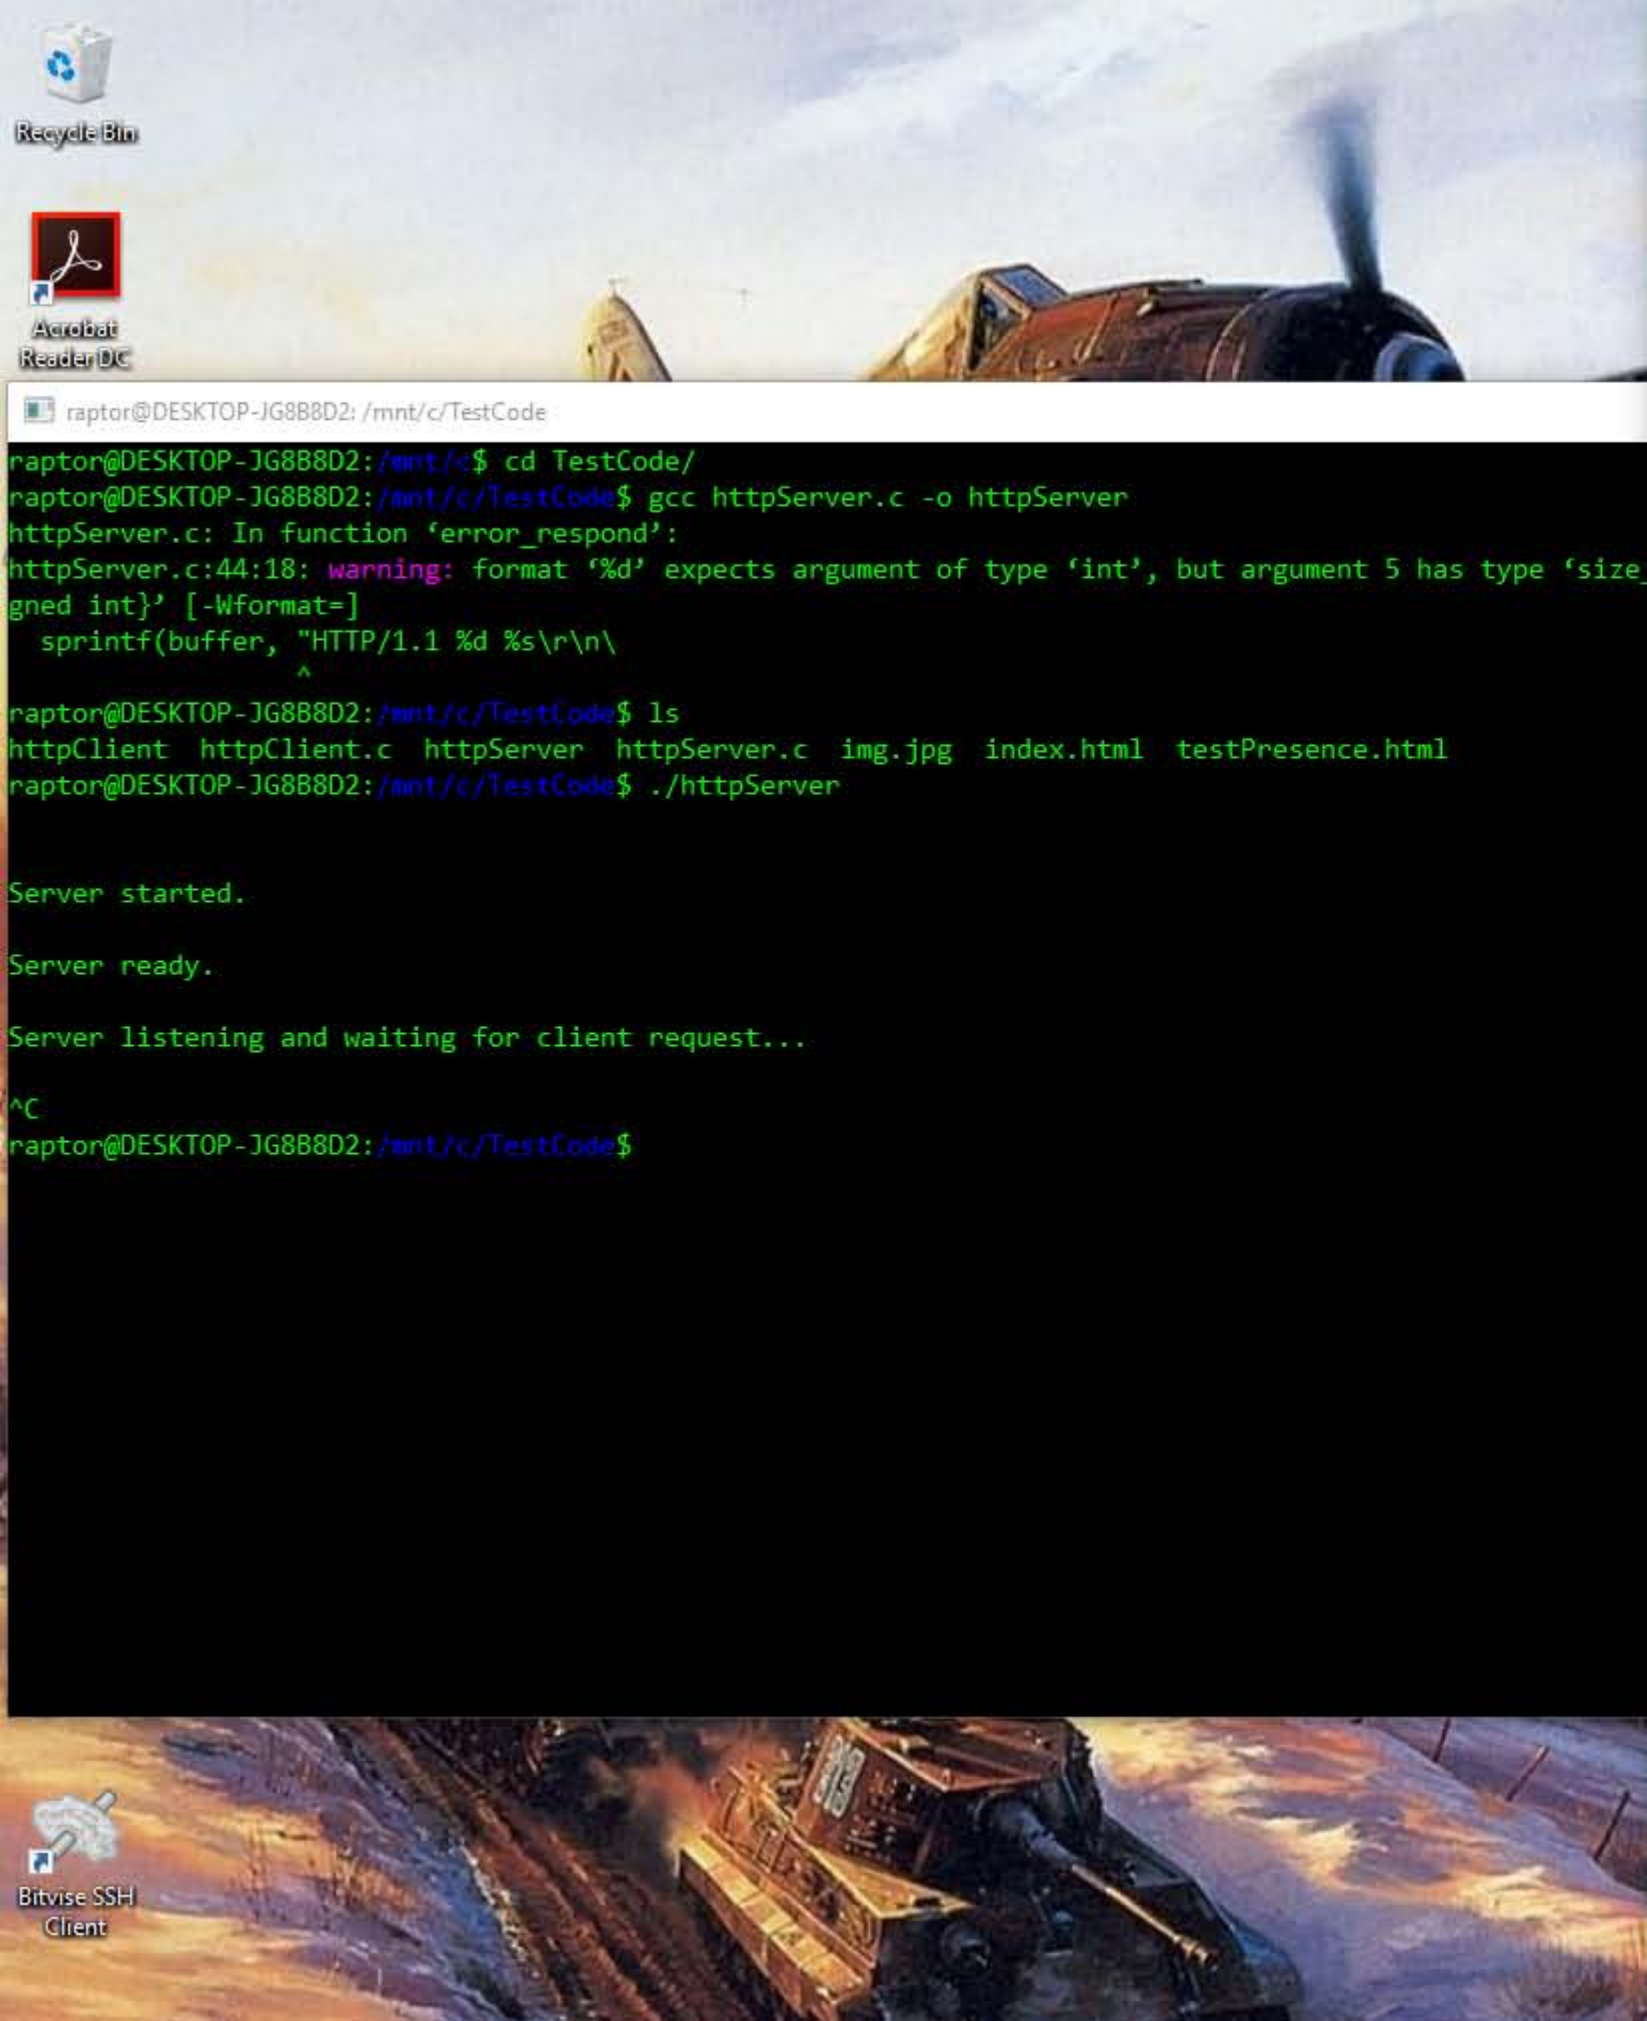 Recycle Bin
Acrobat
Reader DC
raptor@DESKTOP-JG8B8D2: /mnt/c/TestCode
raptor@DESKTOP-JG8B8D2:/mnt/c$ cd TestCode/
raptor@DESKTOP-JG8B8D2:/mnt/c/TestCode$ gcc httpServer.c -o httpServer
httpServer.c: In function ‘error_respond’:
httpServer.c:44:18: warning: format ‘%d’ expects argument of type ‘int’, but argument 5 has type ‘size_
gned int}’ [-Wformat=]
sprintf(buffer, "HTTP/1.1 %d %s\r\n\
^
raptor@DESKTOP-JG8B8D2:/mnt/c/TestCode$ ls
httpClient httpClient.c httpServer httpServer.c img.jpg index.html testPresence.html
raptor@DESKTOP-JG8B8D2:/mnt/c/TestCode$ ./httpServer
Server started.
Server ready.
Server listening and waiting for client request...
^C
raptor@DESKTOP-JG8B8D2:/mnt/c/TestCode$
Bitvise SSH
Client